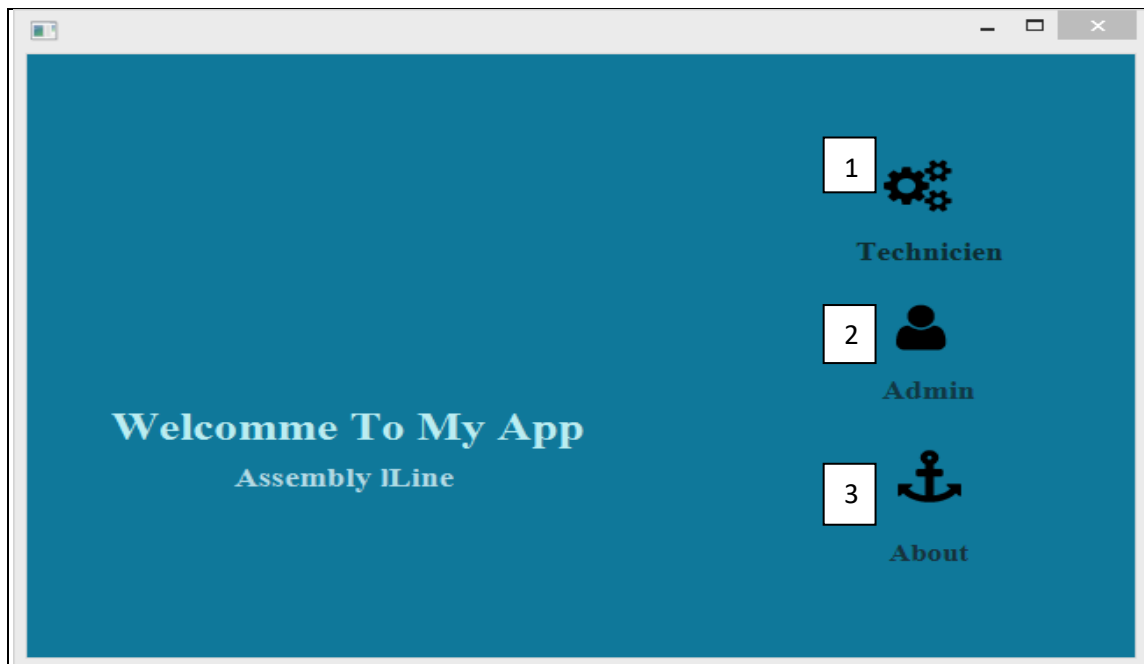 1
Technicien
2
Admin
Welcomme To My App
Assembly lLine
3
About